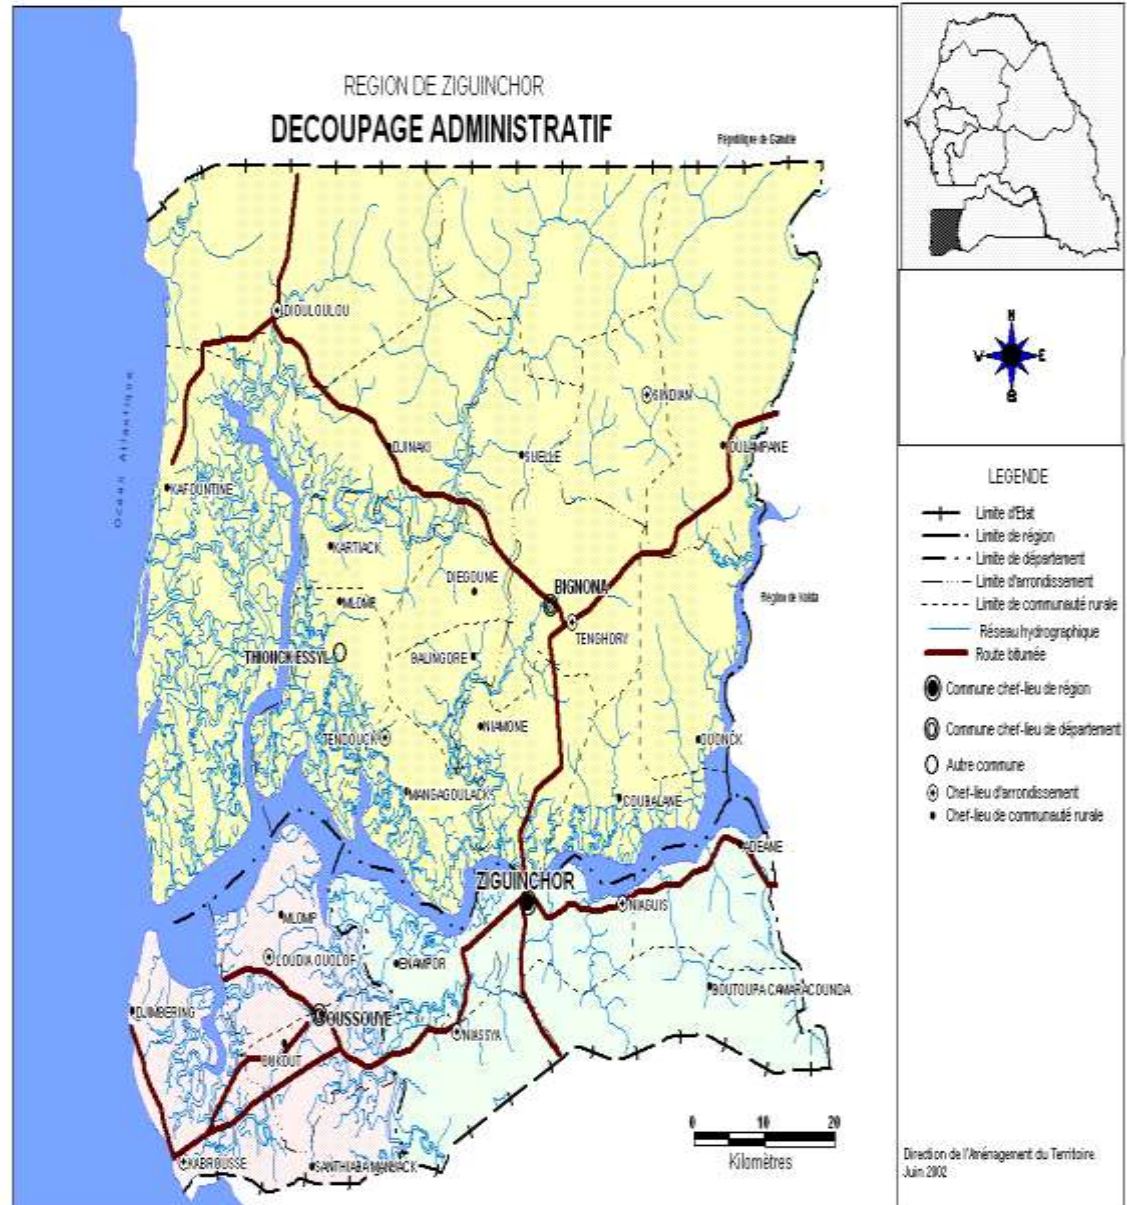 REGION DE ZIGUINCHOR
DECOUPAGE ADMINISTRATIF
République de Gambie
DIOULOULOU
SINDIAN
DJINAKI
SUELLE
OULAMPANE
KAFOUNTINE
Océan Atlantique
KARTIACK
DIEGOUNE
BIGNONA
MLOMP
TENGHORY
Région de Kolda
THIONCK ESSYL
BALINGORE
NIAMONE
TENDOUCK
OUONCK
MANGAGOULACK
COUBALANE
ADEANE
ZIGUINCHOR
NIAGUIS
MLOMP
LOUDIA OUOLOF
ENAMPOR
BOUTOUPA CAMARACOUNDA
DJIMBERING
OUSSOUYE
NIASSYA
OUKOUT
KABROUSSE
SANTHIABA MANJACK
0 10 20
Kilomètres
N
W E
S
LEGENDE
Limite d'Etat
Limite de région
Limite de département
Limite d'arrondissement
Limite de communauté rurale
Réseau hydrographique
Route bitumée
Commune chef-lieu de région
Commune chef-lieu de département
Autre commune
Chef-lieu d'arrondissement
Chef-lieu de communauté rurale
Direction de l'Aménagement du Territoire
Juin 2002